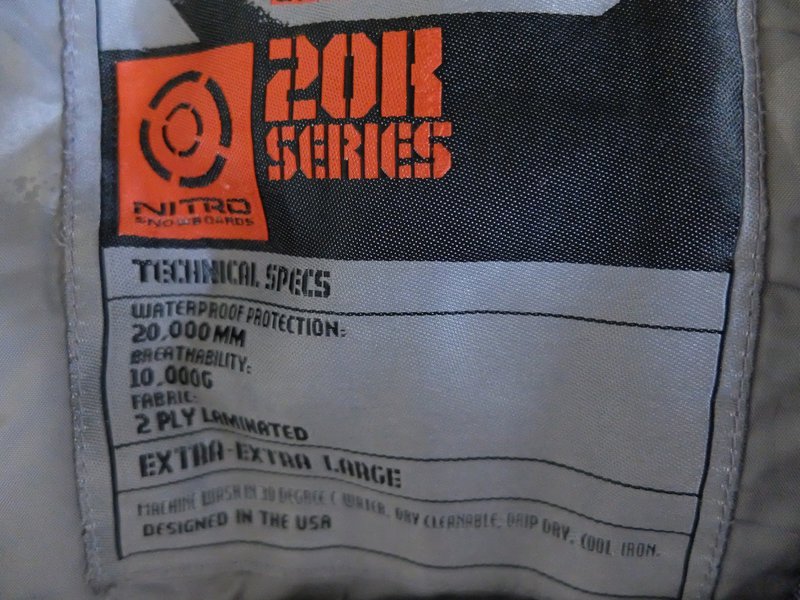 20K
SERIES
NITRO
SNOWBOARDS
TECHNICAL SPECS
WATERPROOF PROTECTION:
20,000MM
BREATHABILITY:
10,000G
FABRIC:
2 PLY LAMINATED
EXTRA-EXTRA LARGE
MACHINE WASH IN 30 DEGREE C WATER, DRY CLEANABLE, DRIP DRY, COOL IRON.
DESIGNED IN THE USA